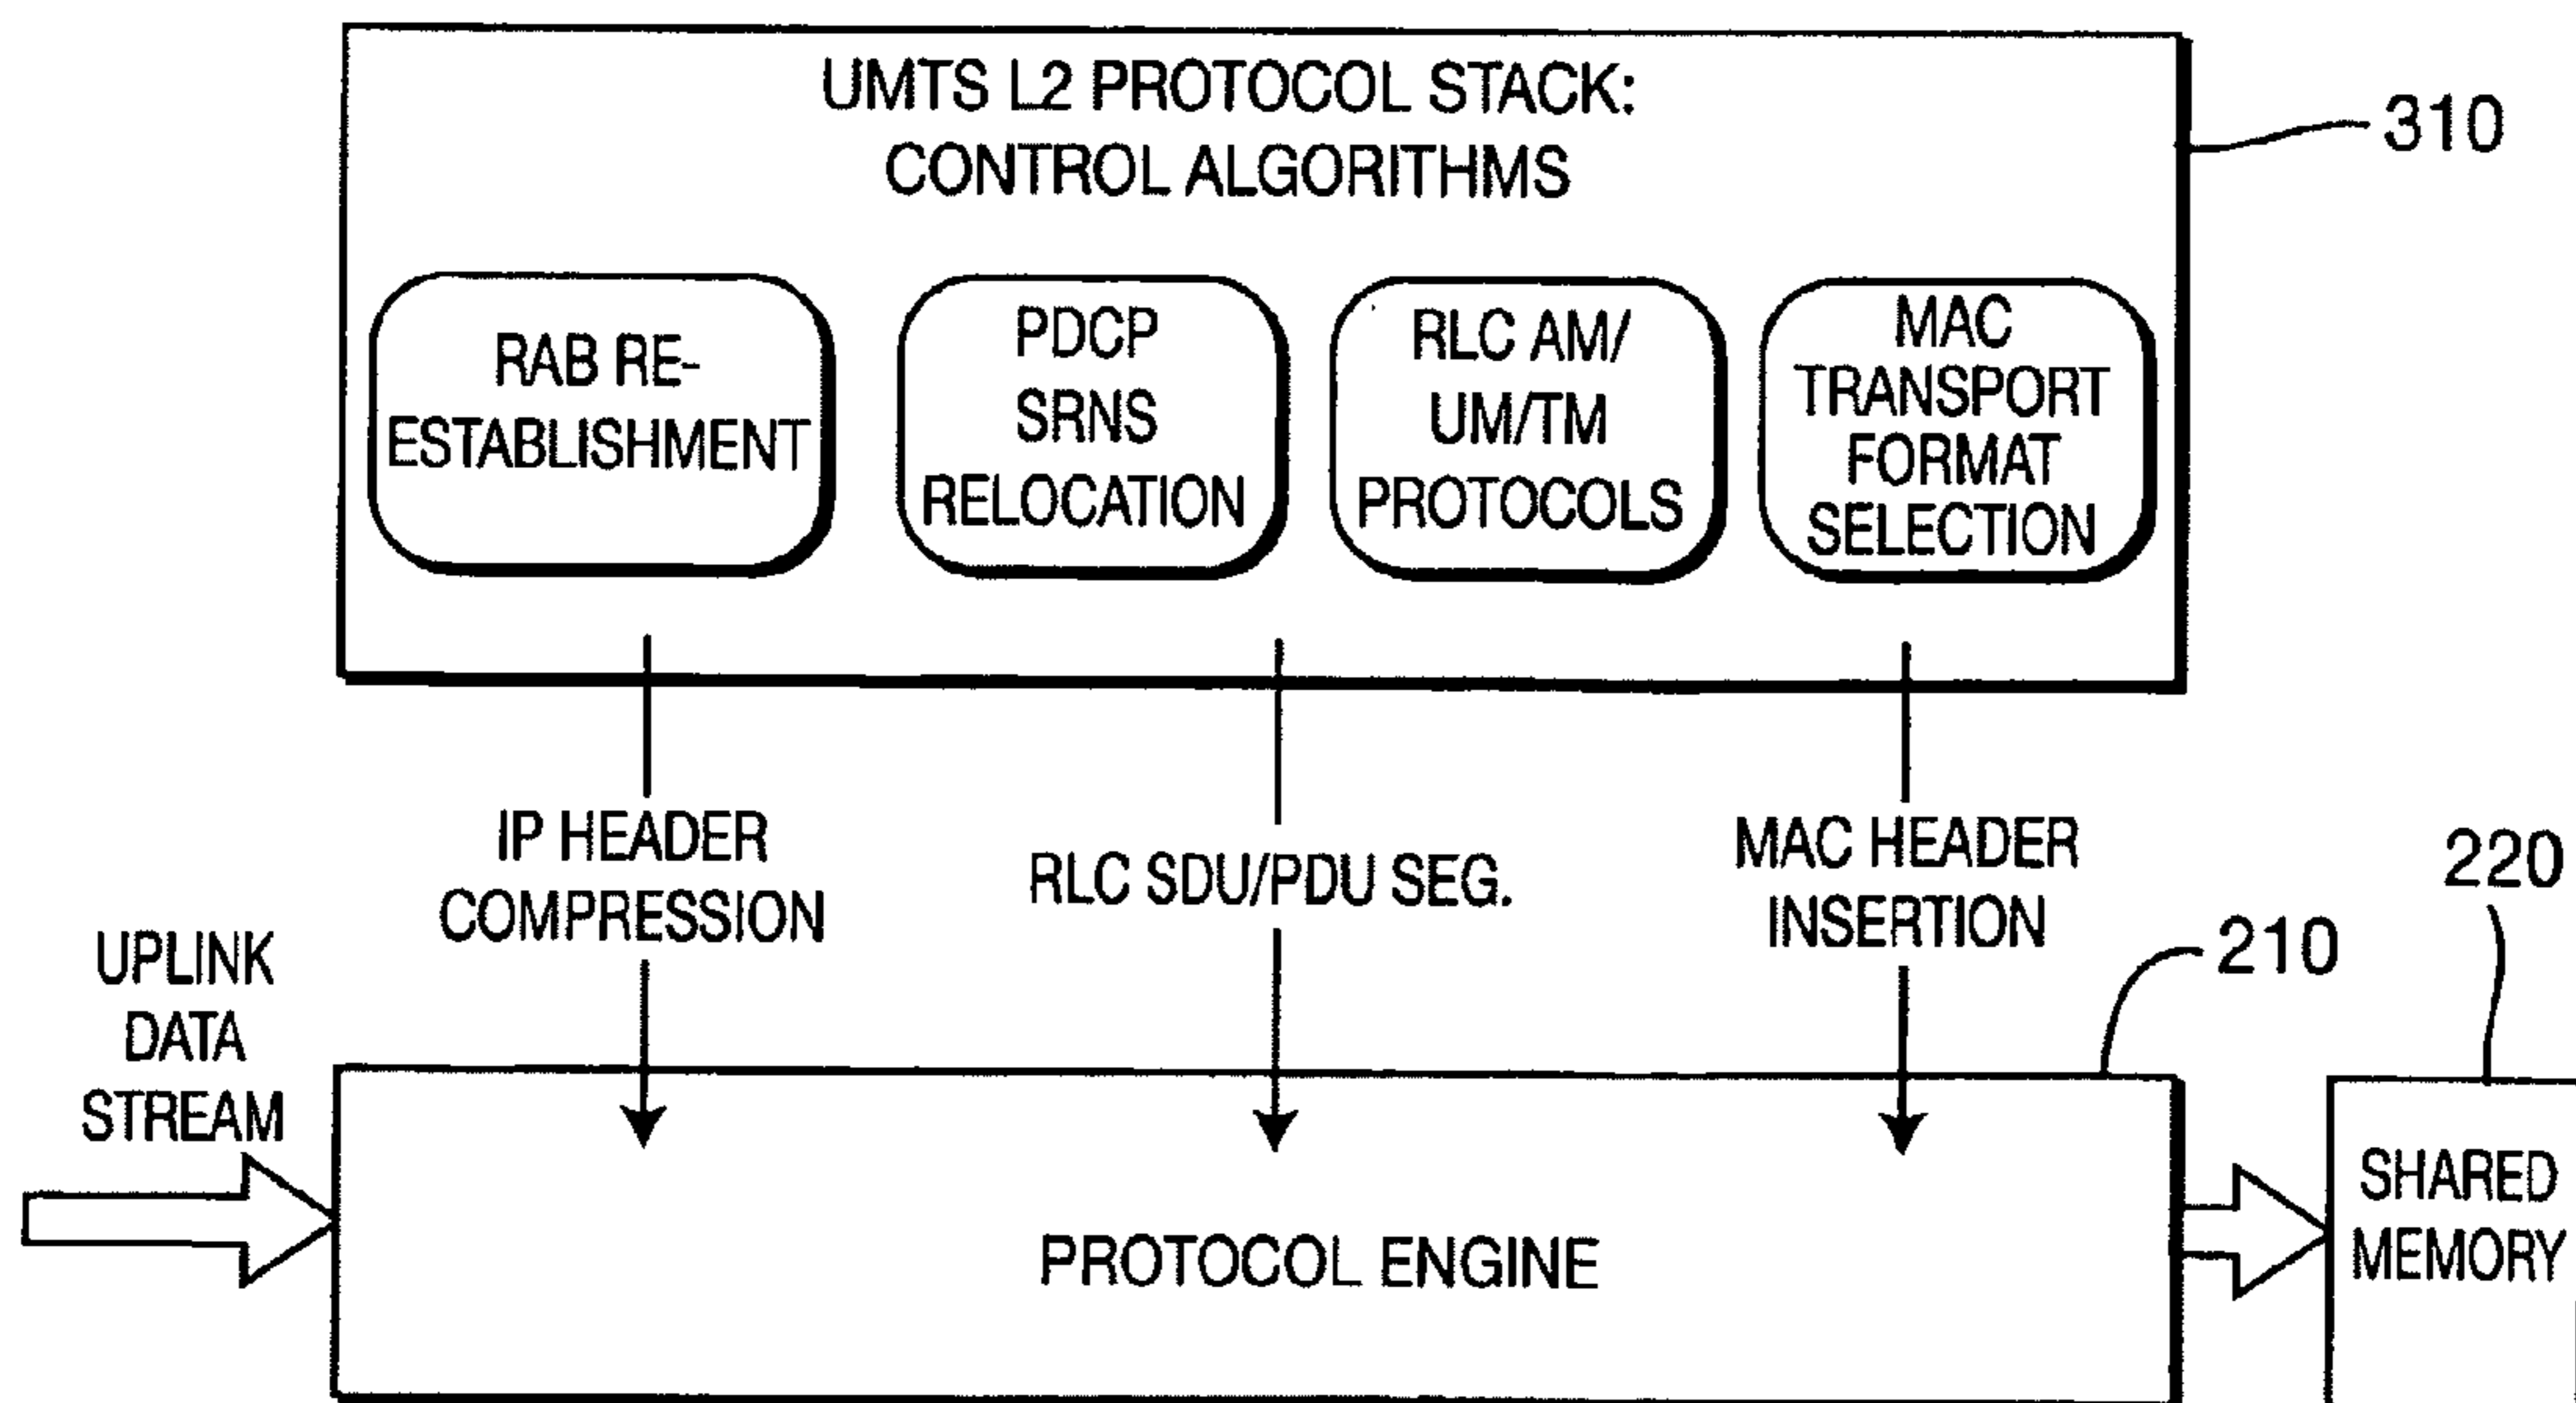 UMTS L2 PROTOCOL STACK:
CONTROL ALGORITHMS
310
RAB RE-
ESTABLISHMENT
PDCP
SRNS
RELOCATION
RLC AM/
UM/TM
PROTOCOLS
MAC
TRANSPORT
FORMAT
SELECTION
IP HEADER
COMPRESSION
RLC SDU/PDU SEG.
MAC HEADER
INSERTION
220
210
UPLINK
DATA
STREAM
PROTOCOL ENGINE
SHARED
MEMORY